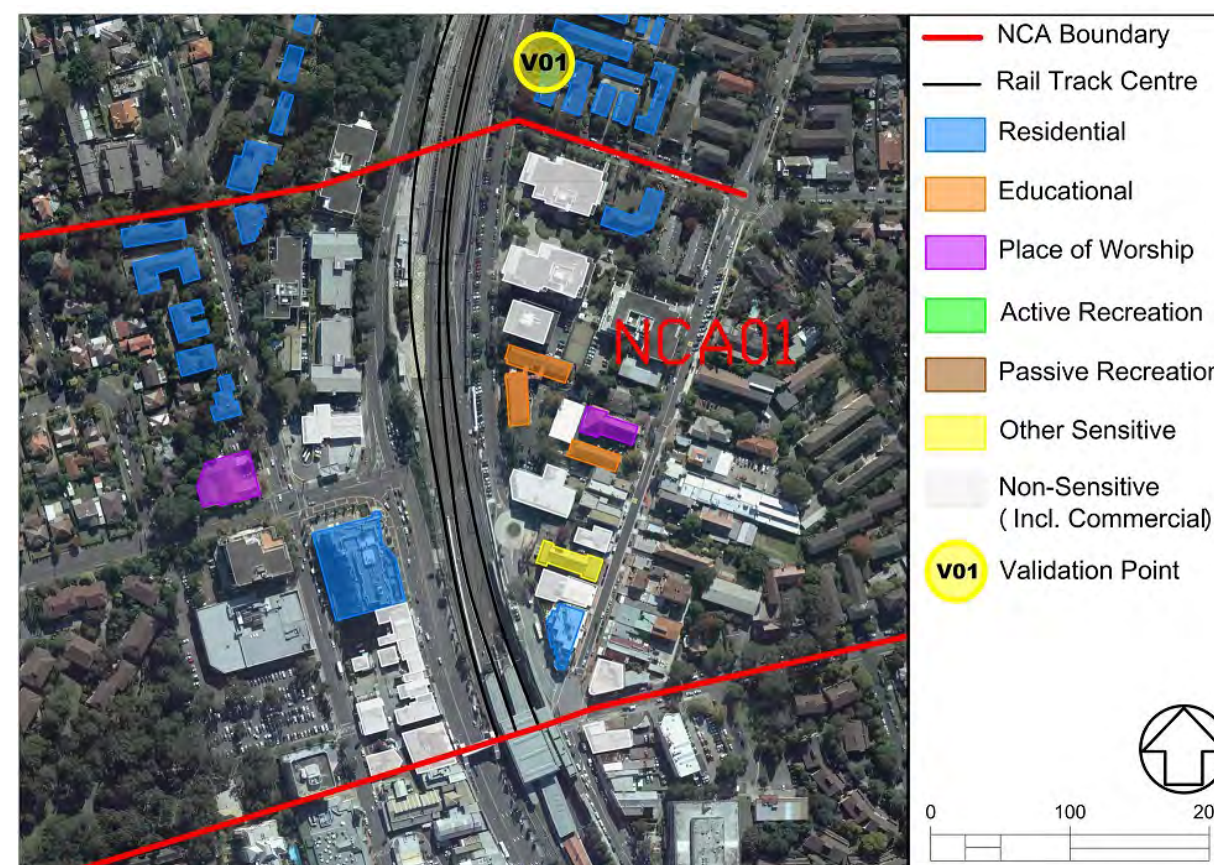 V01
NCA01
NCA Boundary
Rail Track Centre
Residential
Educational
Place of Worship
Active Recreation
Passive Recreation
Other Sensitive
Non-Sensitive
( Incl. Commercial)
V01 Validation Point
0 100 20